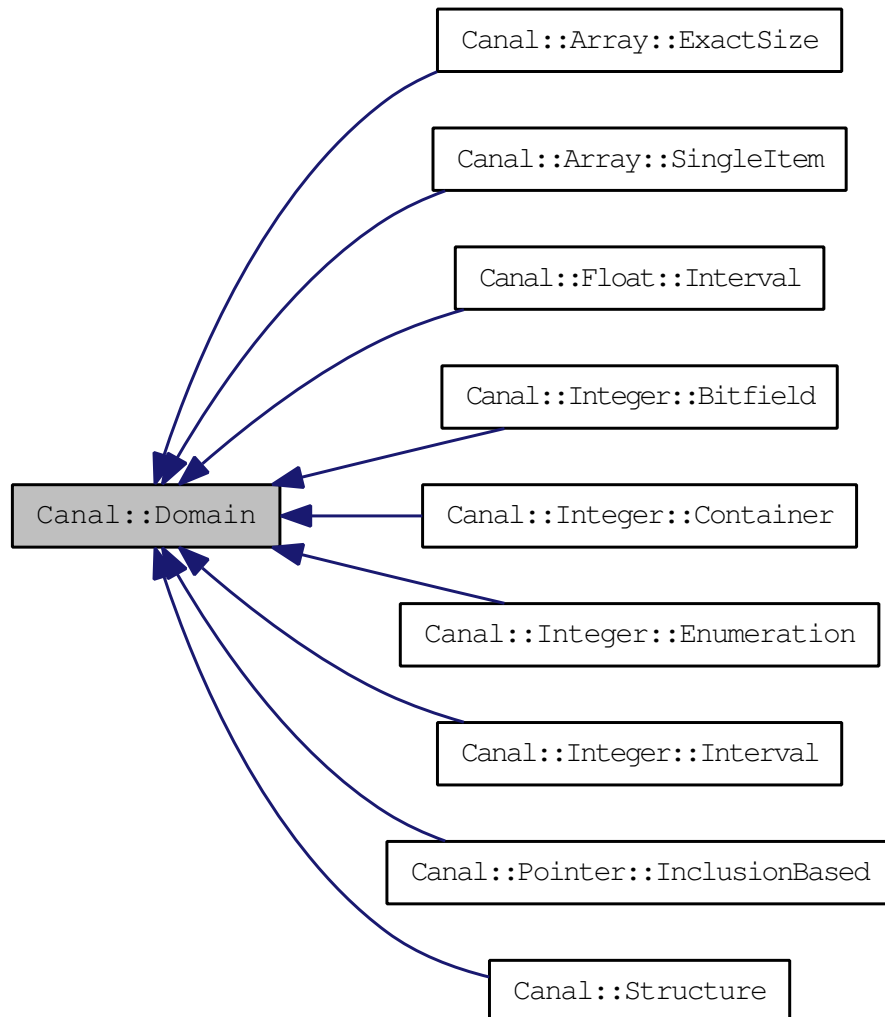 Canal::Array::ExactSize
Canal::Array::SingleItem
Canal::Float::Interval
Canal::Integer::Bitfield
Canal::Domain
Canal::Integer::Container
Canal::Integer::Enumeration
Canal::Integer::Interval
Canal::Pointer::InclusionBased
Canal::Structure